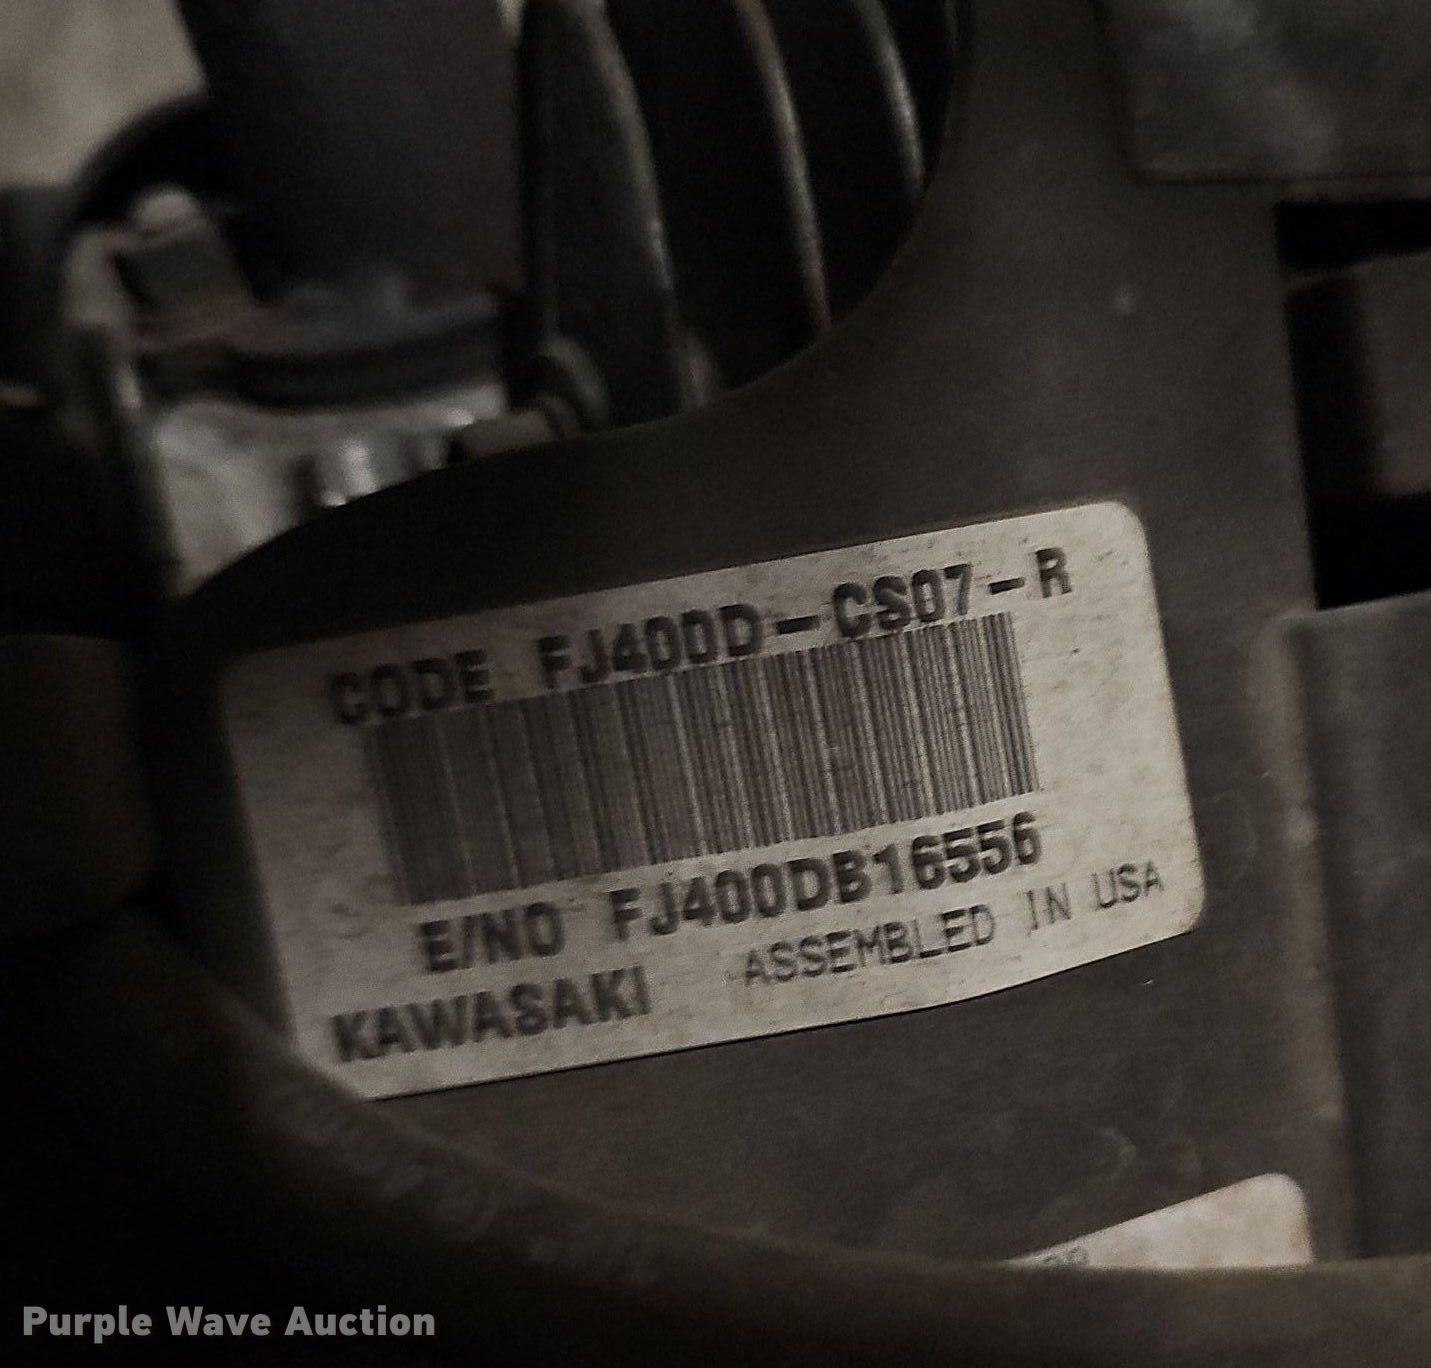 CODE FJ400D-CS07-R
E/NO FJ400DB16556
KAWASAKI ASSEMBLED IN USA
Purple Wave Auction